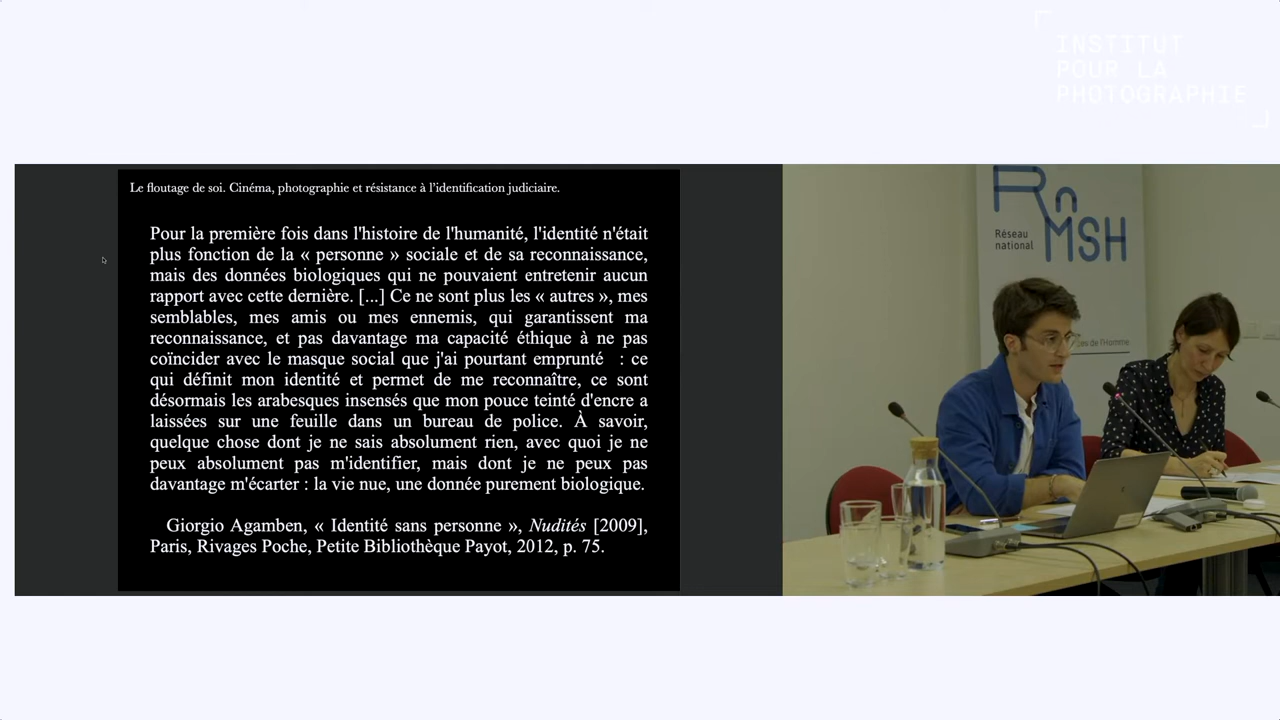 INSTITUT
POUR LA
PHOTOGRAPHIE
Le floutage de soi. Cinéma, photographie et résistance à l'identification judiciaire.
Pour la première fois dans l'histoire de l'humanité, l'identité n'était
plus fonction de la « personne » sociale et de sa reconnaissance,
mais des données biologiques qui ne pouvaient entretenir aucun
rapport avec cette dernière. [...] Ce ne sont plus les « autres », mes
semblables, mes amis ou mes ennemis, qui garantissent ma
reconnaissance, et pas davantage ma capacité éthique à ne pas
coïncider avec le masque social que j'ai pourtant emprunté : ce
qui définit mon identité et permet de me reconnaître, ce sont
désormais les arabesques insensés que mon pouce teinté d'encre a
laissées sur une feuille dans un bureau de police. À savoir,
quelque chose dont je ne sais absolument rien, avec quoi je ne
peux absolument pas m'identifier, mais dont je ne peux pas
davantage m'écarter : la vie nue, une donnée purement biologique.
Giorgio Agamben, « Identité sans personne », Nudités [2009],
Paris, Rivages Poche, Petite Bibliothèque Payot, 2012, p. 75.
RnMSH
Réseau
national
de l'Homme